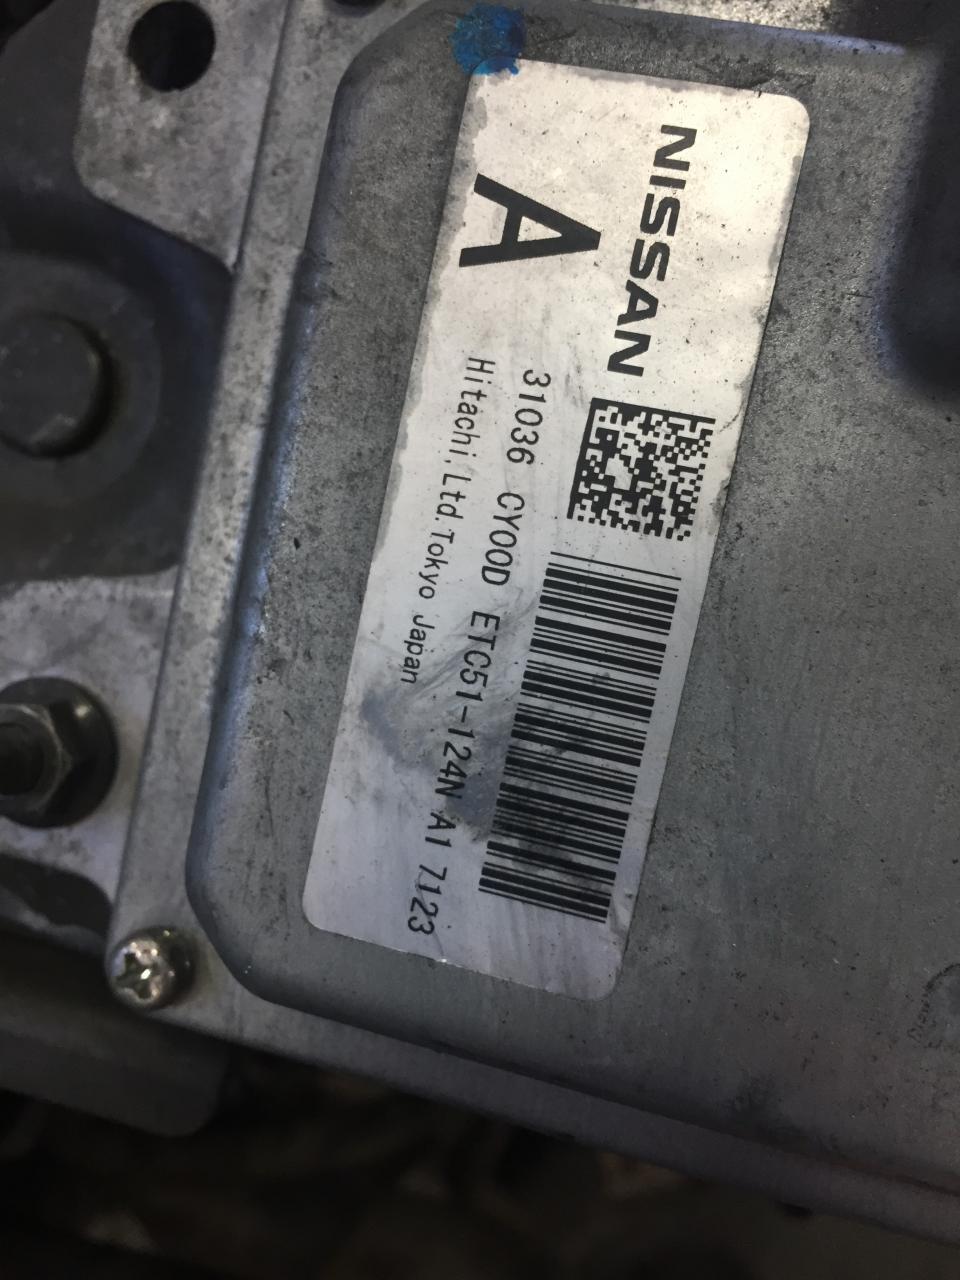 NISSAN
A
31036 CY00D ETC51-124N A1 7123
Hitachi,Ltd.Tokyo Japan